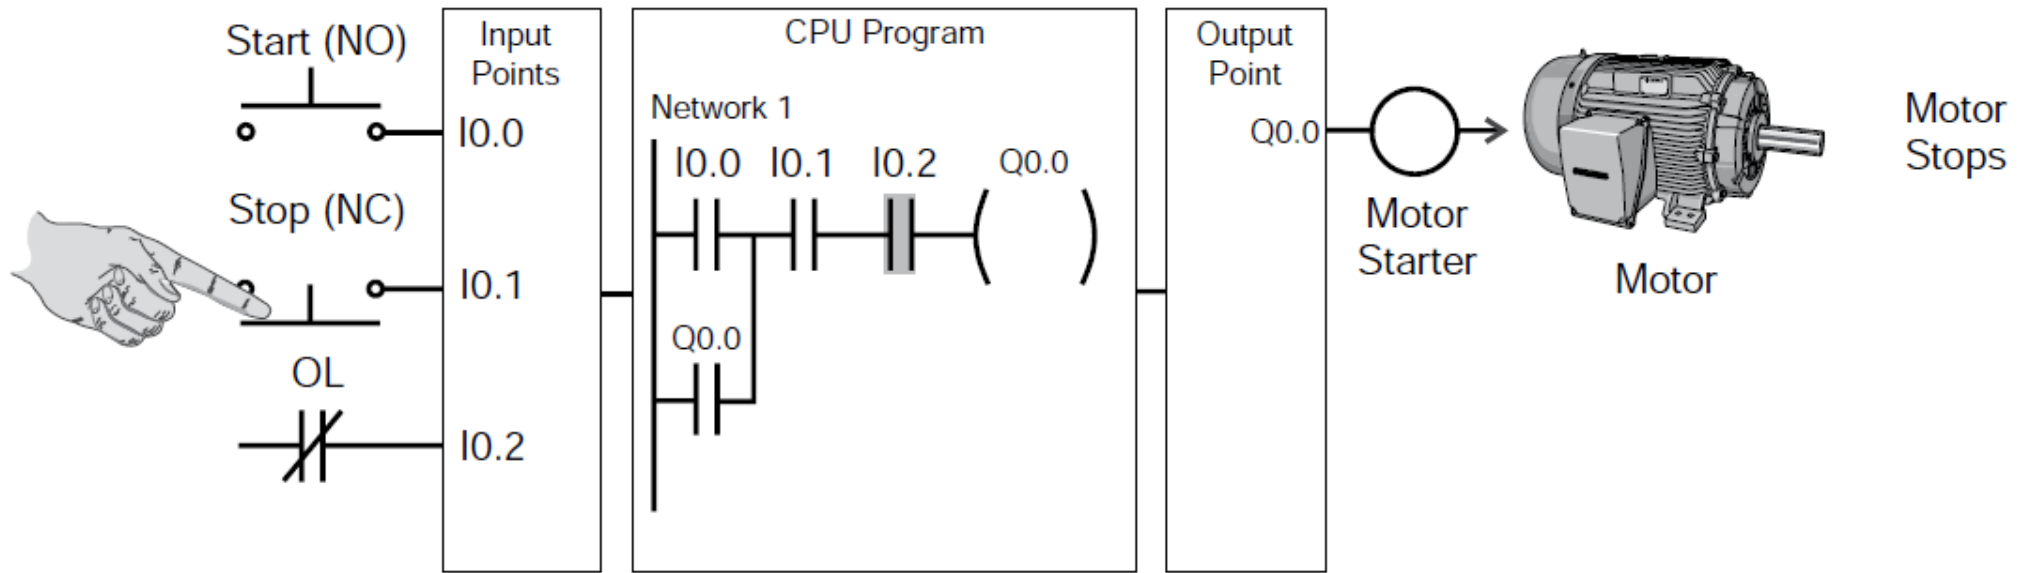 Start (NO)
I0.0
Stop (NC)
I0.1
OL
I0.2
Input
Points
CPU Program
Network 1
I0.0 I0.1 I0.2 Q0.0
Q0.0
Output
Point
Q0.0
Motor
Starter
Motor
Motor
Stops